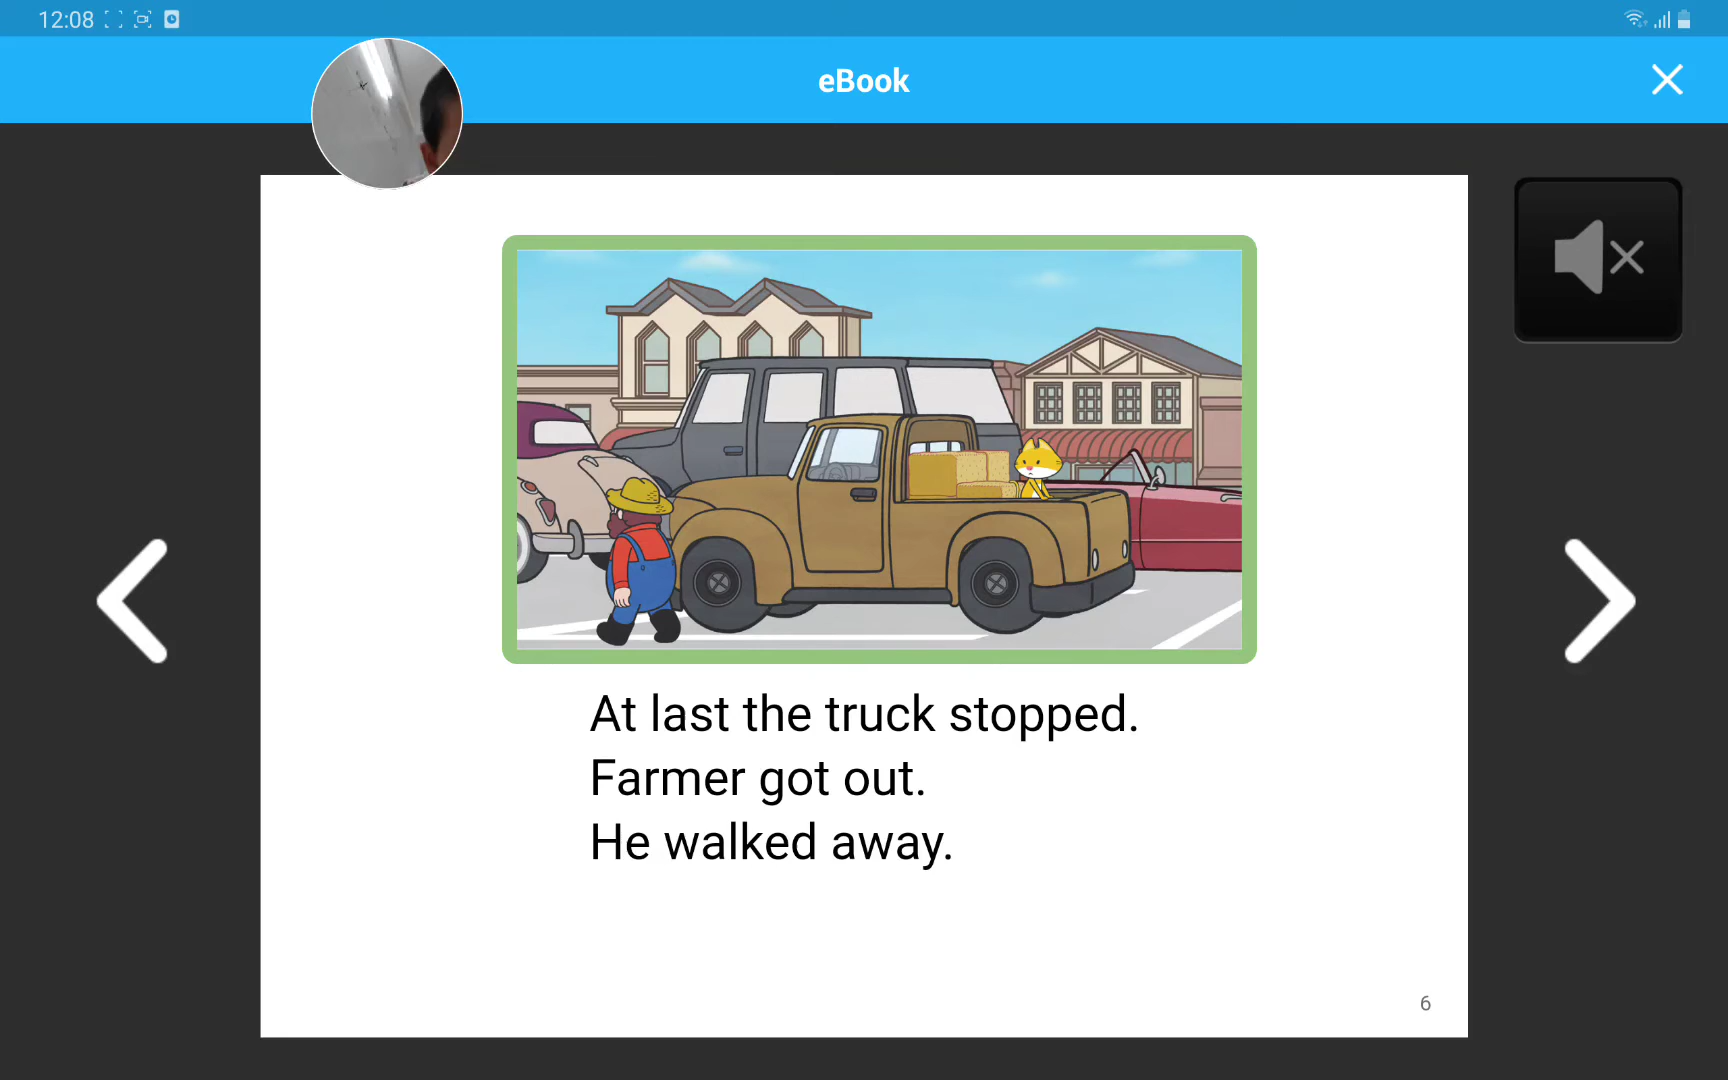 12:08
eBook
At last the truck stopped.
Farmer got out.
He walked away.
6